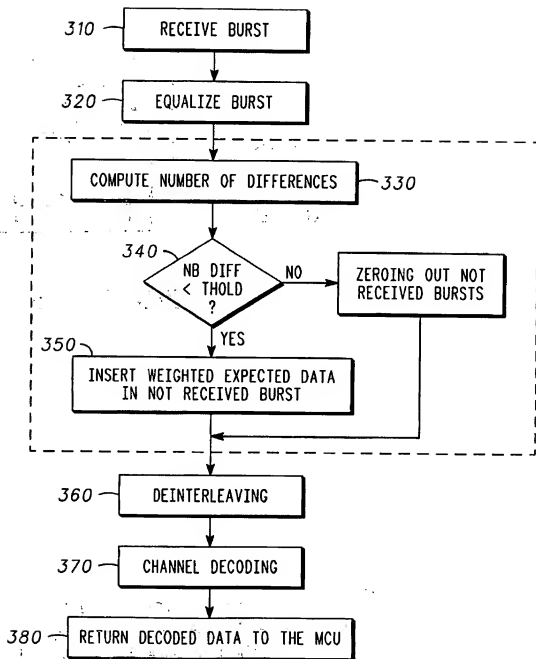 310
RECEIVE BURST
320
EQUALIZE BURST
COMPUTE NUMBER OF DIFFERENCES
330
340
NB DIFF
< THOLD
?
NO
ZEROING OUT NOT
RECEIVED BURSTS
YES
350
INSERT WEIGHTED EXPECTED DATA
IN NOT RECEIVED BURST
360
DEINTERLEAVING
370
CHANNEL DECODING
380
RETURN DECODED DATA TO THE MCU